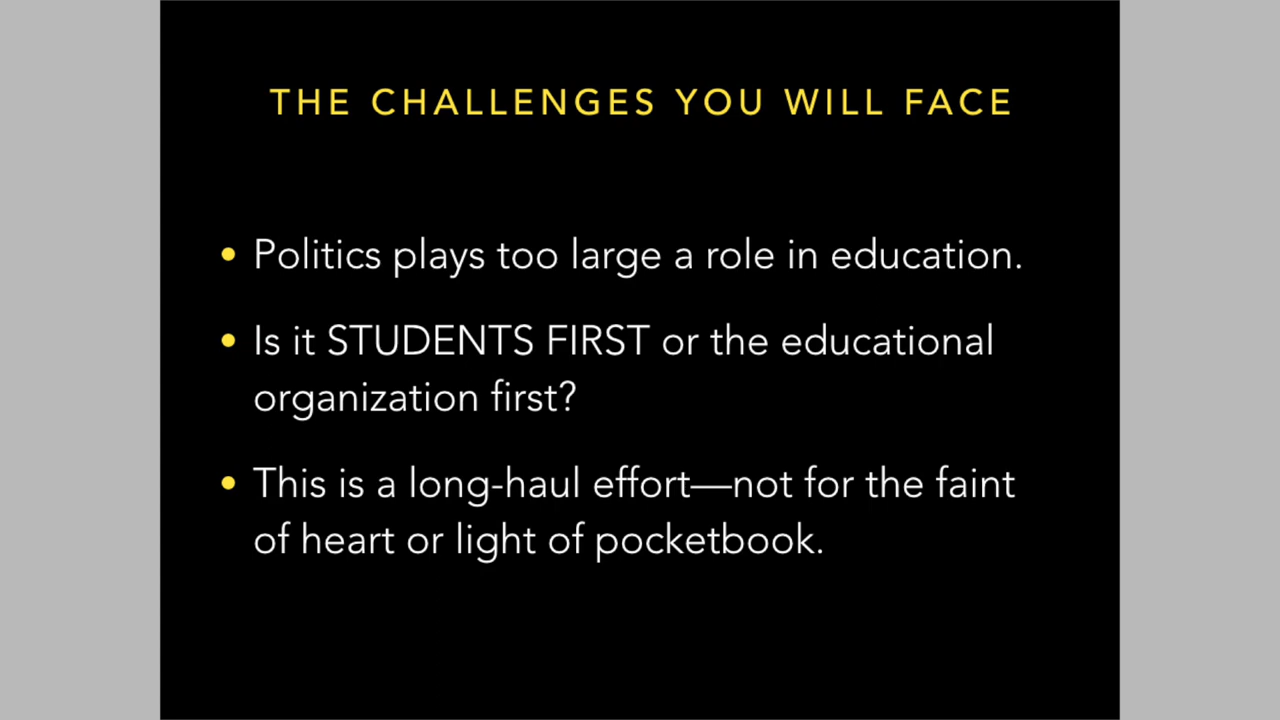 THE CHALLENGES YOU WILL FACE
• Politics plays too large a role in education.
• Is it STUDENTS FIRST or the educational
organization first?
• This is a long-haul effort—not for the faint
of heart or light of pocketbook.